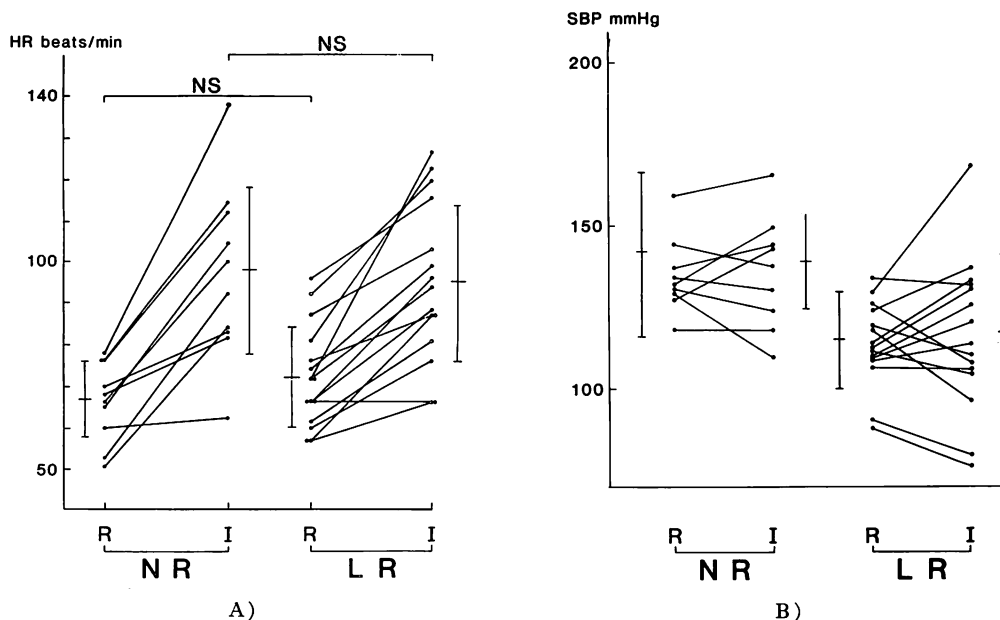 HR beats/min
NS
NS
140
100
50
R I R I
N R L R
A)
SBP mmHg
200
150
100
R I R I
N R L R
B)